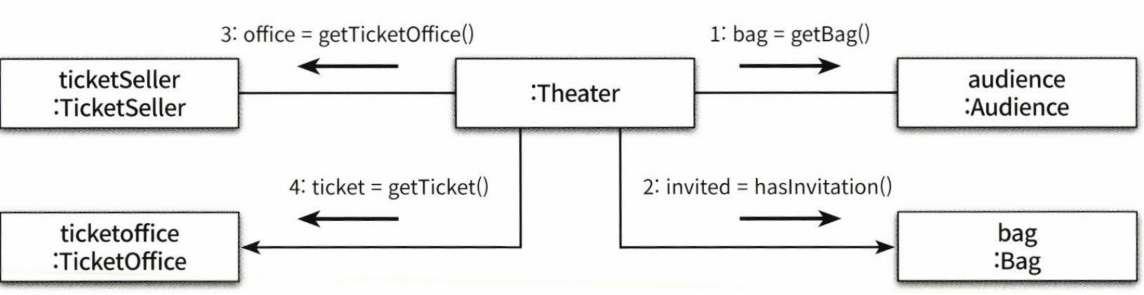 3: office = getTicketOffice()
1: bag = getBag()
ticketSeller
:TicketSeller
:Theater
audience
:Audience
4: ticket = getTicket()
2: invited = hasInvitation()
ticketoffice
:TicketOffice
bag
:Bag